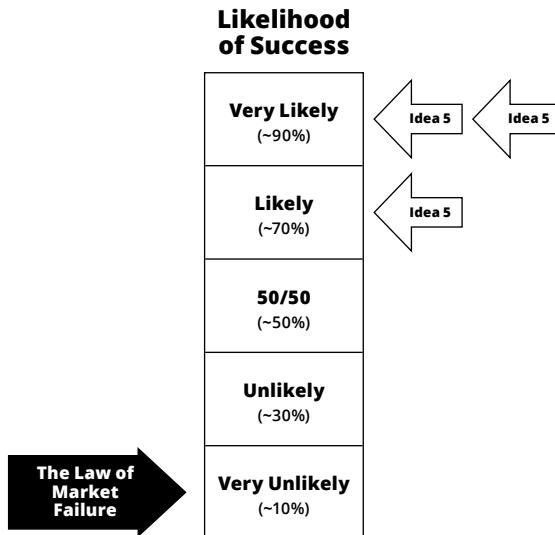 Likelihood
of Success
Very Likely
(~90%)
Idea 5
Idea 5
Likely
(~70%)
Idea 5
50/50
(~50%)
Unlikely
(~30%)
The Law of
Market
Failure
Very Unlikely
(~10%)